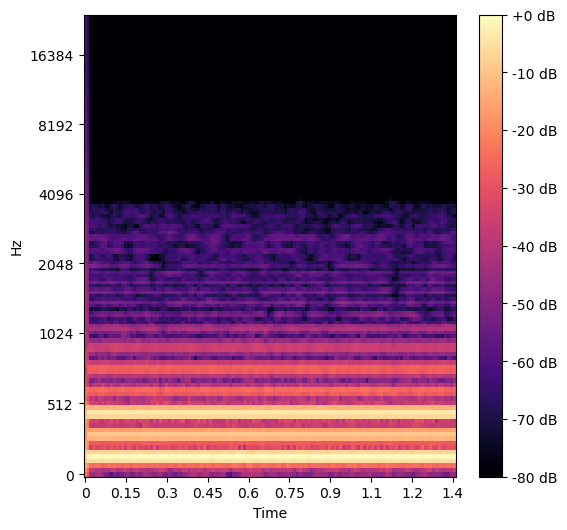 +0 dB
16384
-10 dB
8192
-20 dB
4096
-30 dB
Hz
2048
-40 dB
-50 dB
1024
-60 dB
512
-70 dB
0
-80 dB
0 0.15 0.3 0.45 0.6 0.75 0.9 1.1 1.2 1.4
Time